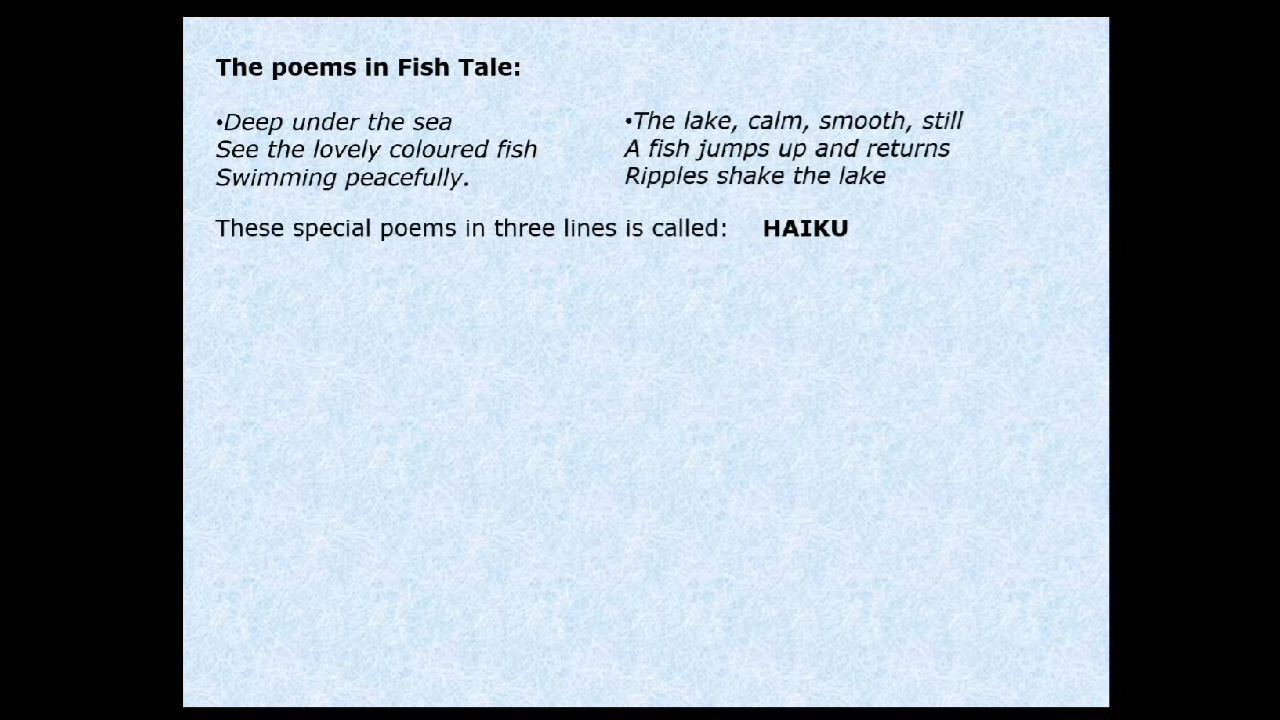 The poems in Fish Tale:
•Deep under the sea
See the lovely coloured fish
Swimming peacefully.
•The lake, calm, smooth, still
A fish jumps up and returns
Ripples shake the lake
These special poems in three lines is called: HAIKU